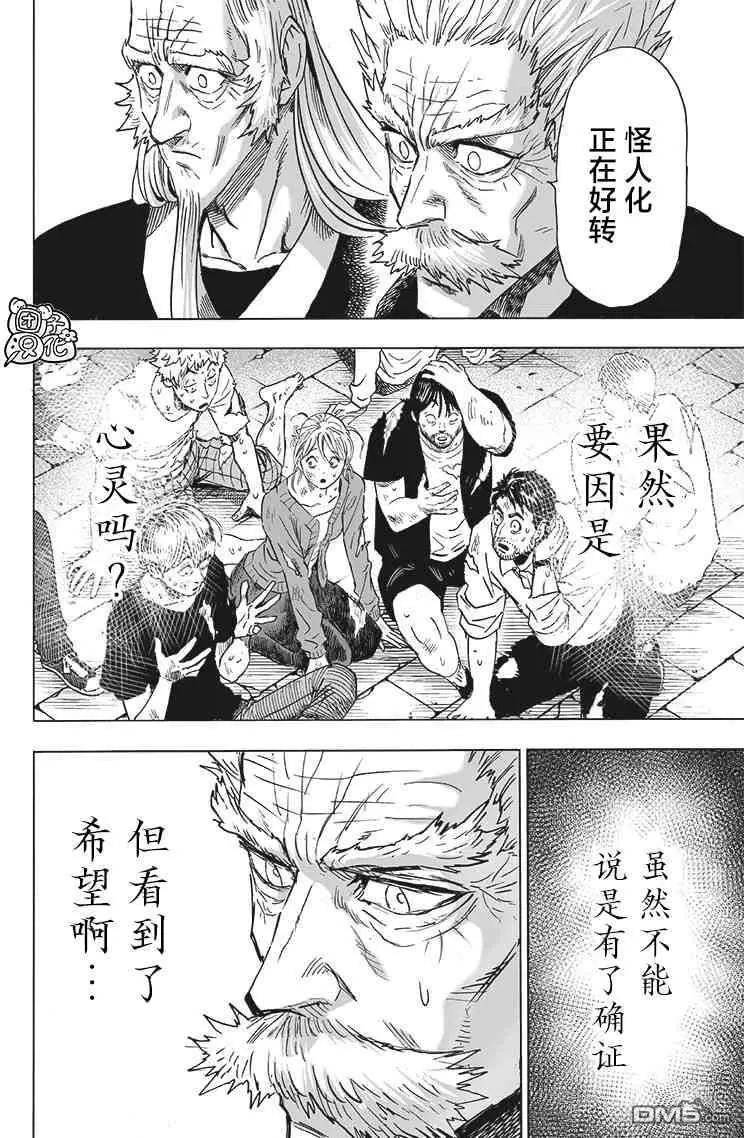 怪人化
正在好转
果然
要因是
心灵吗？
团子
汉化
虽然不能
说是有了确证
但看到了
希望啊…
DM5.com